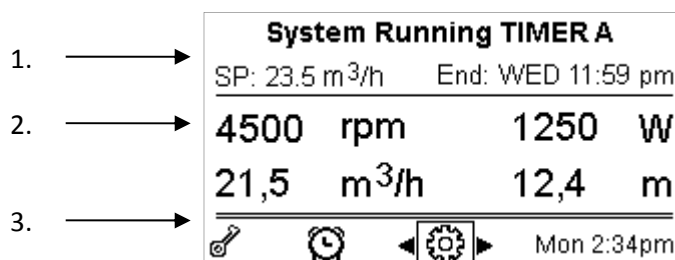 System Running TIMER A
1.
SP: 23.5 m³/h End: WED 11:59 pm
2.
4500 rpm 1250 W
21,5 m³/h 12,4 m
3.
Mon 2:34pm